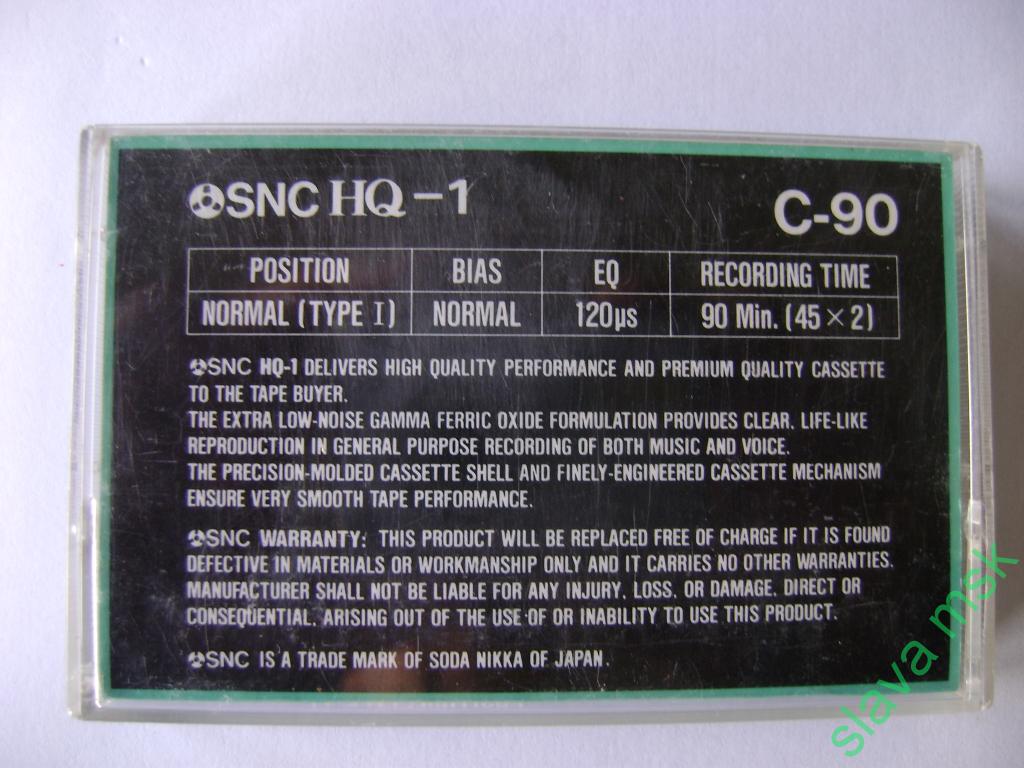 SNC HQ-1
C-90
POSITION BIAS EQ RECORDING TIME
NORMAL (TYPE I) NORMAL 120µs 90 Min. (45×2)
SNC HQ-1 DELIVERS HIGH QUALITY PERFORMANCE AND PREMIUM QUALITY CASSETTE
TO THE TAPE BUYER.
THE EXTRA LOW-NOISE GAMMA FERRIC OXIDE FORMULATION PROVIDES CLEAR, LIFE-LIKE
REPRODUCTION IN GENERAL PURPOSE RECORDING OF BOTH MUSIC AND VOICE.
THE PRECISION-MOLDED CASSETTE SHELL AND FINELY-ENGINEERED CASSETTE MECHANISM
ENSURE VERY SMOOTH TAPE PERFORMANCE.
SNC WARRANTY: THIS PRODUCT WILL BE REPLACED FREE OF CHARGE IF IT IS FOUND
DEFECTIVE IN MATERIALS OR WORKMANSHIP ONLY AND IT CARRIES NO OTHER WARRANTIES.
MANUFACTURER SHALL NOT BE LIABLE FOR ANY INJURY, LOSS, OR DAMAGE, DIRECT OR
CONSEQUENTIAL, ARISING OUT OF THE USE OF OR INABILITY TO USE THIS PRODUCT.
SNC IS A TRADE MARK OF SODA NIKKA OF JAPAN.
slava msk